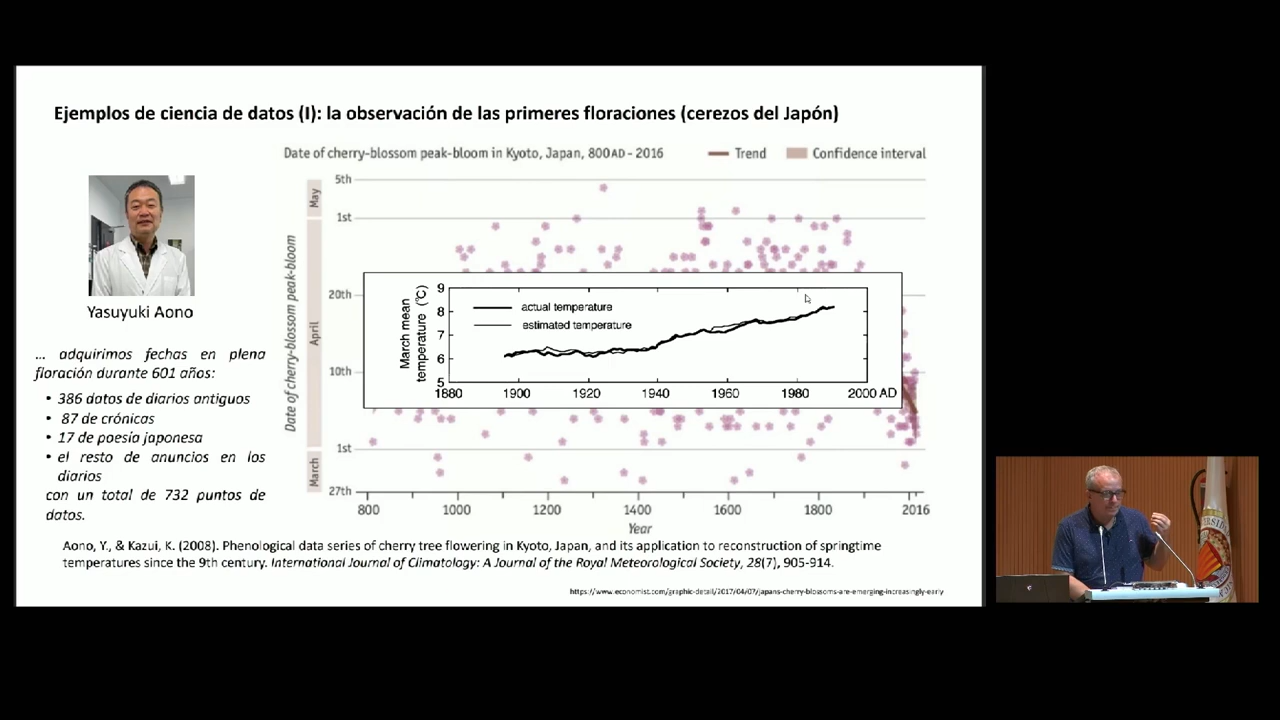 Ejemplos de ciencia de datos (I): la observación de las primeres floraciones (cerezos del Japón)
Date of cherry-blossom peak-bloom in Kyoto, Japan, 800AD - 2016
Trend
Confidence interval
Yasuyuki Aono
… adquirimos fechas en plena
floración durante 601 años:
• 386 datos de diarios antiguos
• 87 de crónicas
• 17 de poesía japonesa
• el resto de anuncios en los
diarios
con un total de 732 puntos de
datos.
Date of cherry-blossom peak-bloom
May
April
March
5th
1st
20th
10th
1st
27th
March mean
temperature (°C)
9
8
7
6
5
actual temperature
estimated temperature
1880 1900 1920 1940 1960 1980 2000 AD
800 1000 1200 1400 1600 1800 2016
Year
Aono, Y., & Kazui, K. (2008). Phenological data series of cherry tree flowering in Kyoto, Japan, and its application to reconstruction of springtime
temperatures since the 9th century. International Journal of Climatology: A Journal of the Royal Meteorological Society, 28(7), 905-914.
https://www.economist.com/graphic-detail/2017/04/07/japans-cherry-blossoms-are-emerging-increasingly-early